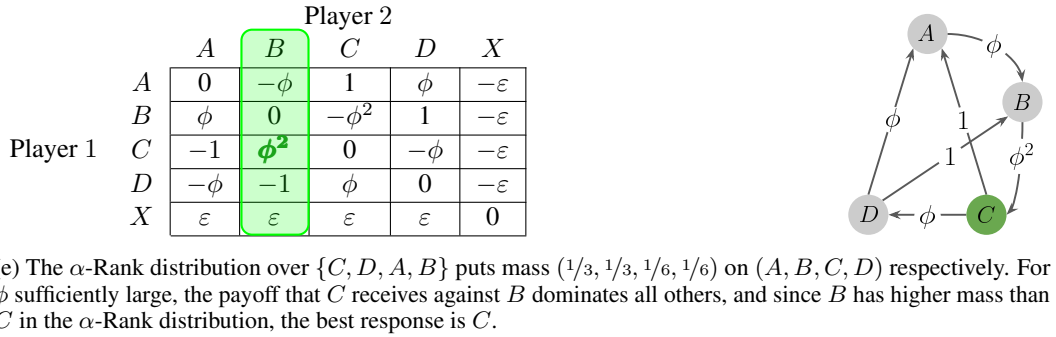 Player 2
A B C D X
A 0 −ϕ 1 ϕ −ε
B ϕ 0 −ϕ² 1 −ε
Player 1 C −1 ϕ² 0 −ϕ −ε
D −ϕ −1 ϕ 0 −ε
X ε ε ε ε 0
A
ϕ
B
ϕ 1
1 ϕ²
D ϕ C
e) The α-Rank distribution over {C, D, A, B} puts mass (1/3, 1/3, 1/6, 1/6) on (A, B, C, D) respectively. For
ϕ sufficiently large, the payoff that C receives against B dominates all others, and since B has higher mass than
C in the α-Rank distribution, the best response is C.